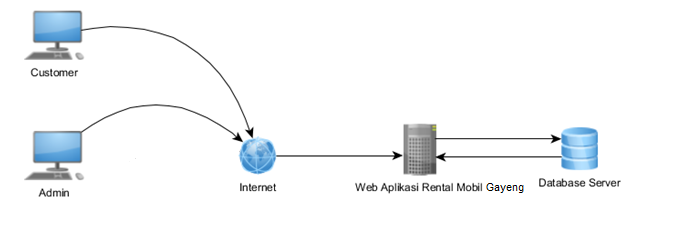 Customer
Admin
Internet
Web Aplikasi Rental Mobil Gayeng
Database Server